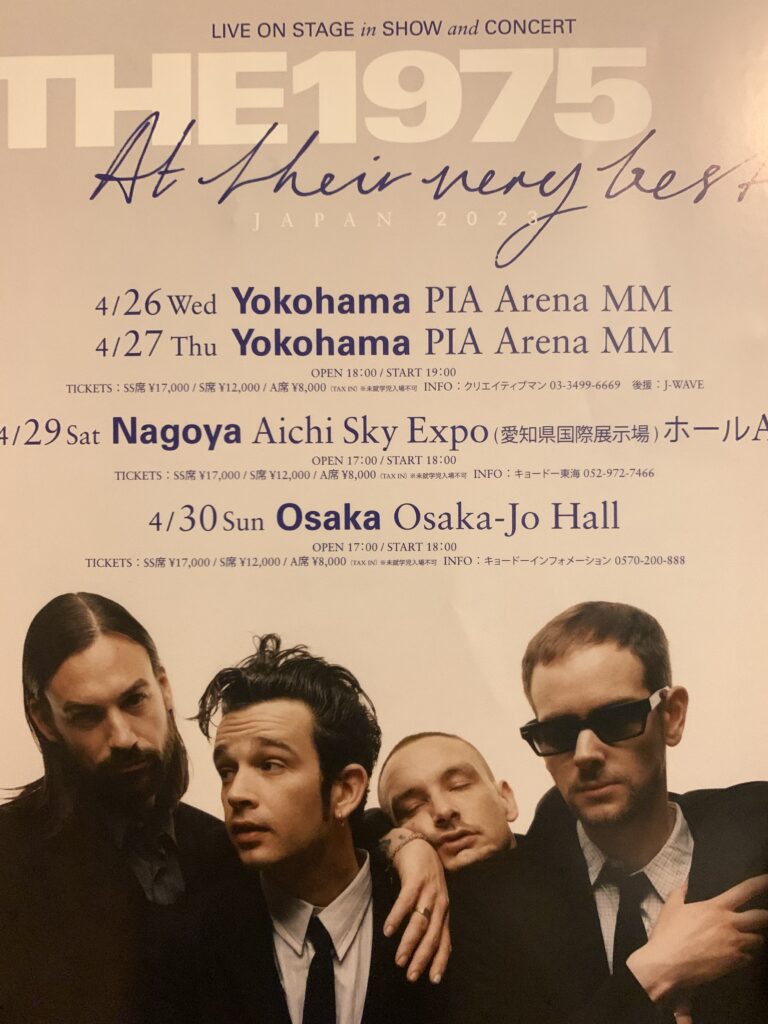 LIVE ON STAGE in SHOW and CONCERT
THE 1975
At their very best
JAPAN 2023
4/26 Wed Yokohama PIA Arena MM
4/27 Thu Yokohama PIA Arena MM
OPEN 18:00 / START 19:00
TICKETS : SS席 ¥17,000 / S席 ¥12,000 / A席 ¥8,000 (TAX IN) ※未就学児入場不可 INFO : クリエイティブマン 03-3499-6669 後援 : J-WAVE
4/29 Sat Nagoya Aichi Sky Expo (愛知県国際展示場) ホールA
OPEN 17:00 / START 18:00
TICKETS : SS席 ¥17,000 / S席 ¥12,000 / A席 ¥8,000 (TAX IN) ※未就学児入場不可 INFO : キョードー東海 052-972-7466
4/30 Sun Osaka Osaka-Jo Hall
OPEN 17:00 / START 18:00
TICKETS : SS席 ¥17,000 / S席 ¥12,000 / A席 ¥8,000 (TAX IN) ※未就学児入場不可 INFO : キョードーインフォメーション 0570-200-888